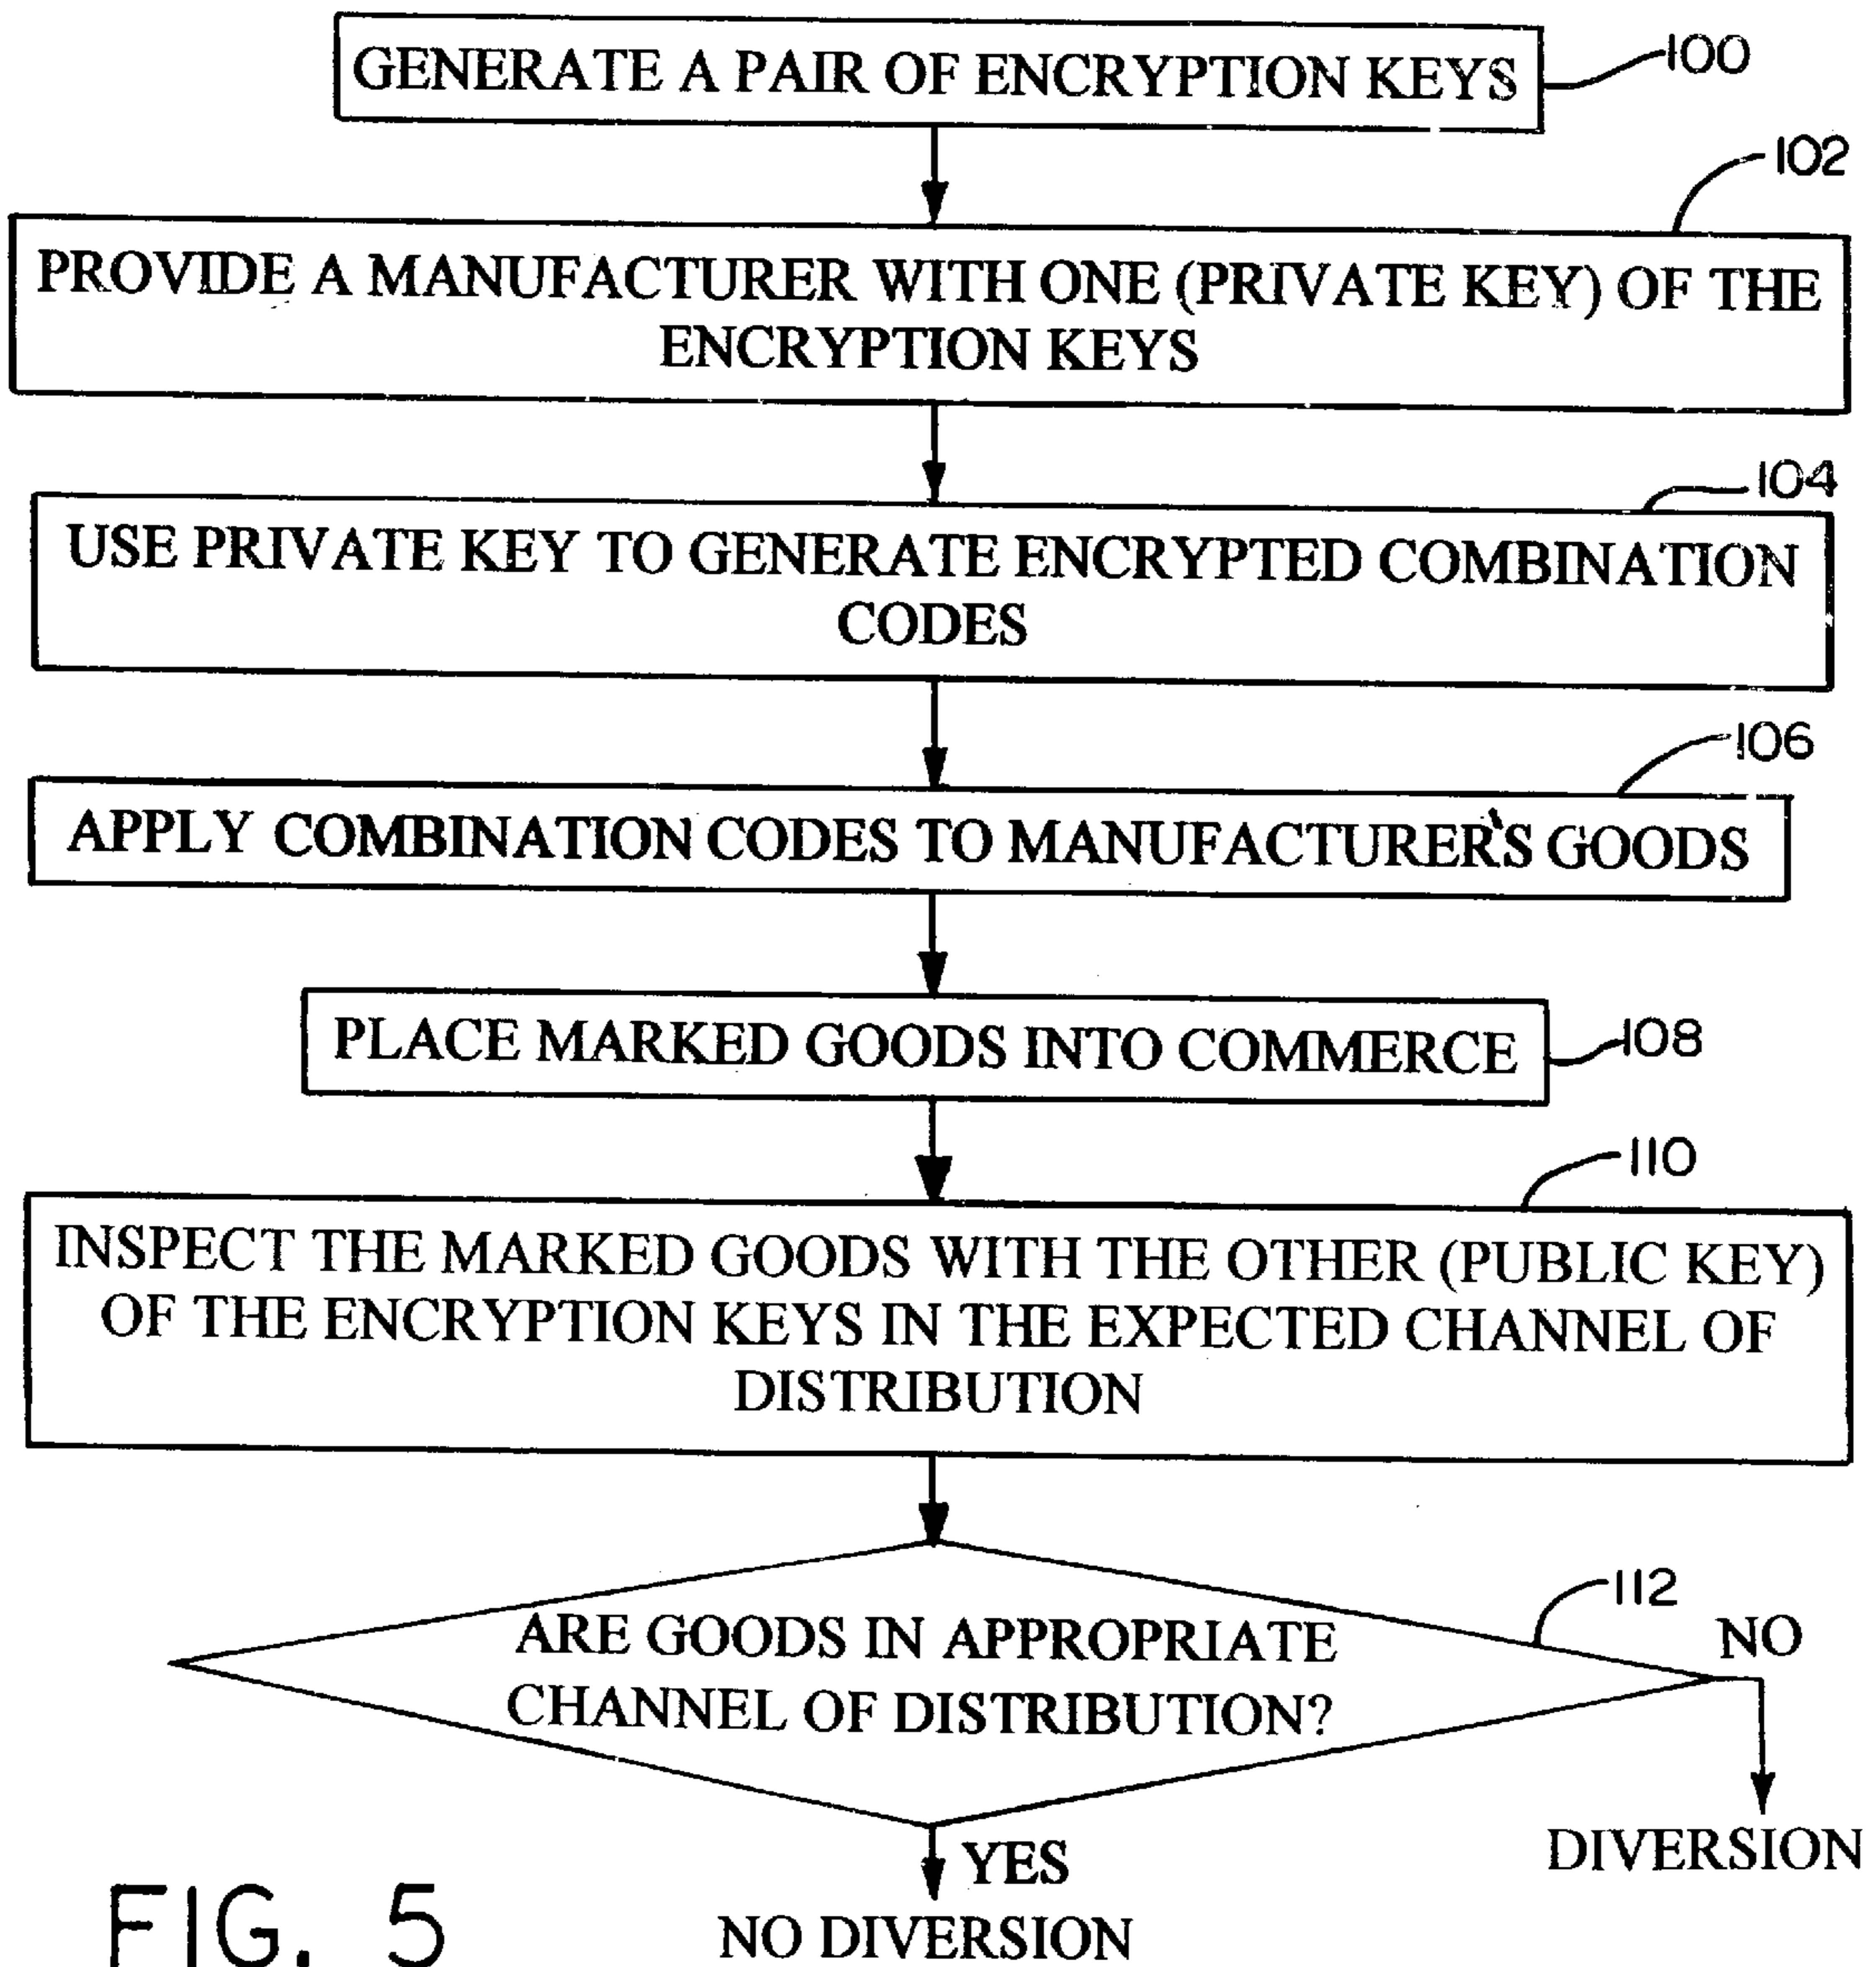 GENERATE A PAIR OF ENCRYPTION KEYS
100
102
PROVIDE A MANUFACTURER WITH ONE (PRIVATE KEY) OF THE
ENCRYPTION KEYS
104
USE PRIVATE KEY TO GENERATE ENCRYPTED COMBINATION
CODES
106
APPLY COMBINATION CODES TO MANUFACTURER'S GOODS
PLACE MARKED GOODS INTO COMMERCE
108
110
INSPECT THE MARKED GOODS WITH THE OTHER (PUBLIC KEY)
OF THE ENCRYPTION KEYS IN THE EXPECTED CHANNEL OF
DISTRIBUTION
112
ARE GOODS IN APPROPRIATE
CHANNEL OF DISTRIBUTION?
NO
DIVERSION
YES
NO DIVERSION
FIG. 5